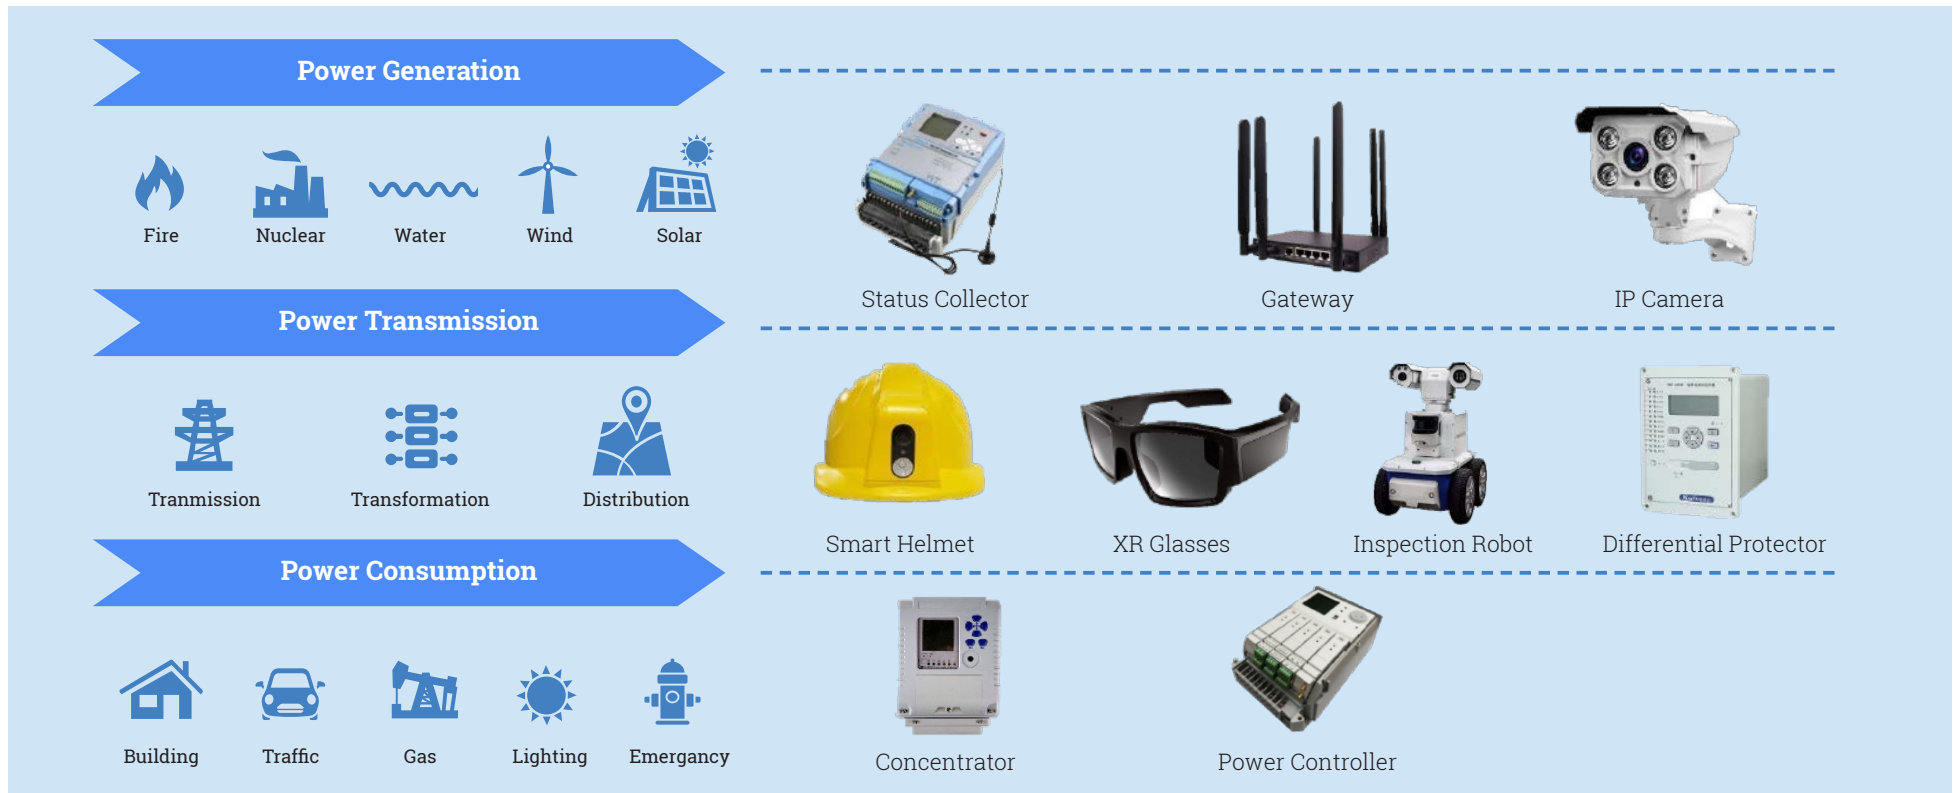 Power Generation
Fire
Nuclear
Water
Wind
Solar
Status Collector
Gateway
IP Camera
Power Transmission
Tranmission
Transformation
Distribution
Smart Helmet
XR Glasses
Inspection Robot
Differential Protector
Power Consumption
Building
Traffic
Gas
Lighting
Emergancy
Concentrator
Power Controller